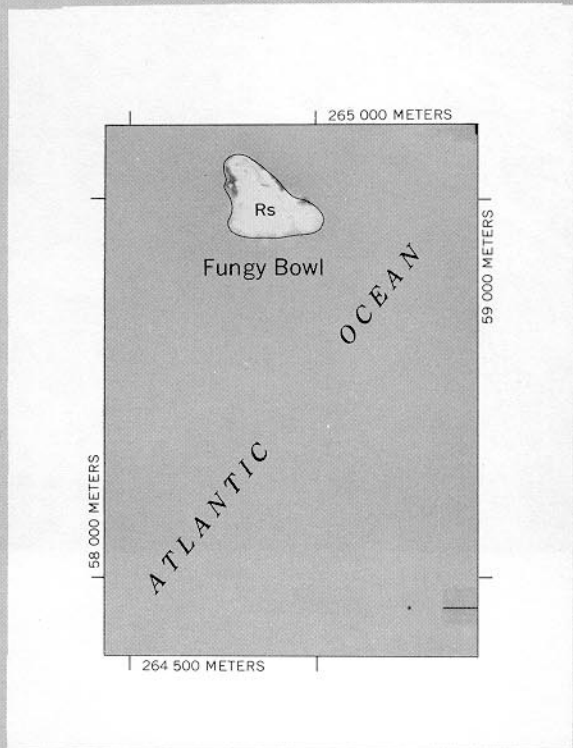 265 000 METERS
Rs
Fungy Bowl
59 000 METERS
OCEAN
ATLANTIC
58 000 METERS
264 500 METERS